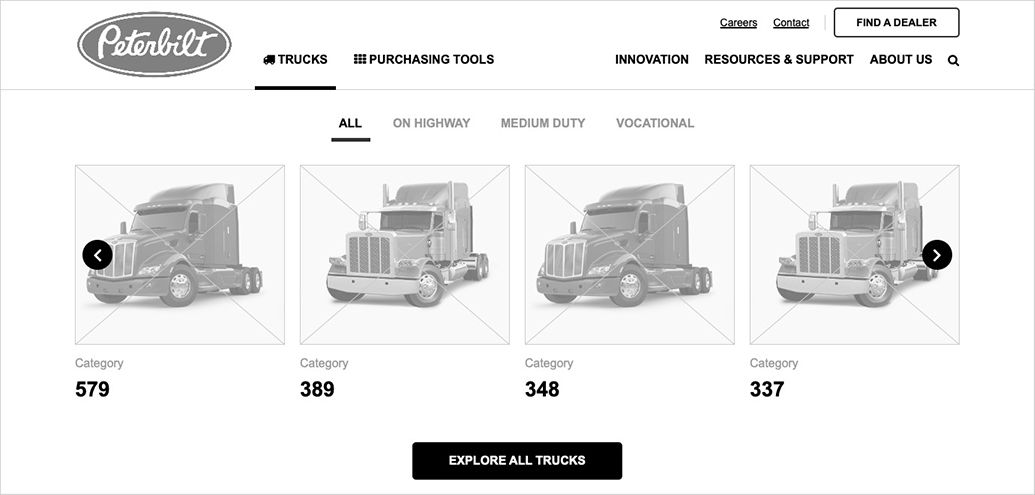 Peterbilt
Careers Contact FIND A DEALER
TRUCKS PURCHASING TOOLS INNOVATION RESOURCES & SUPPORT ABOUT US
ALL ON HIGHWAY MEDIUM DUTY VOCATIONAL
Category Category Category Category
579 389 348 337
EXPLORE ALL TRUCKS